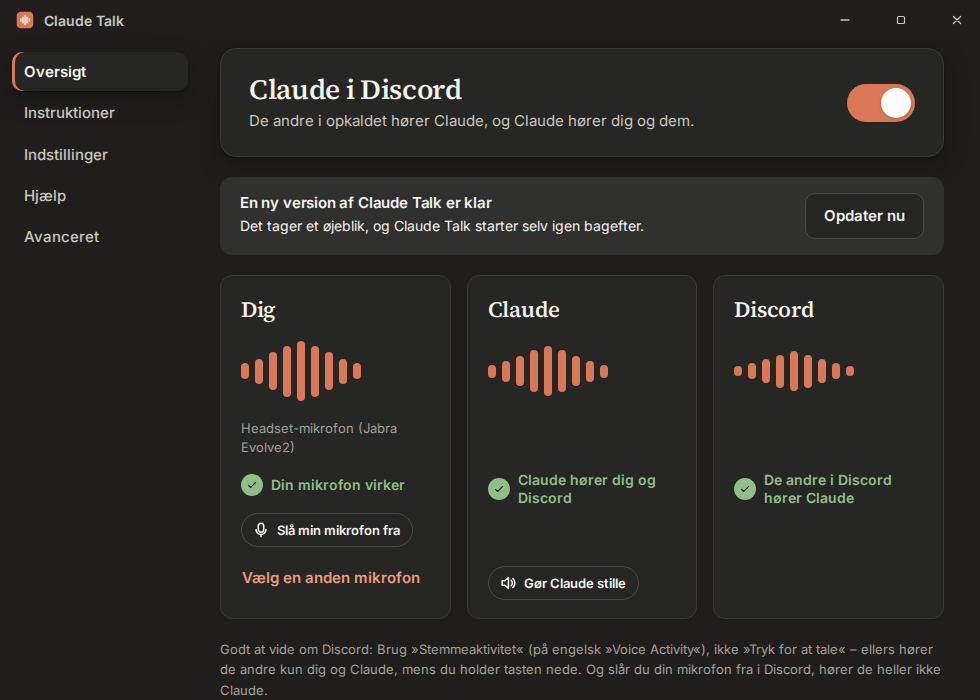 Claude Talk
Oversigt
Instruktioner
Indstillinger
Hjælp
Avanceret
Claude i Discord
De andre i opkaldet hører Claude, og Claude hører dig og dem.
En ny version af Claude Talk er klar
Det tager et øjeblik, og Claude Talk starter selv igen bagefter.
Opdater nu
Dig
Headset-mikrofon (Jabra
Evolve2)
Din mikrofon virker
Slå min mikrofon fra
Vælg en anden mikrofon
Claude
Claude hører dig og
Discord
Gør Claude stille
Discord
De andre i Discord
hører Claude
Godt at vide om Discord: Brug »Stemmeaktivitet« (på engelsk »Voice Activity«), ikke »Tryk for at tale« – ellers hører
de andre kun dig og Claude, mens du holder tasten nede. Og slår du din mikrofon fra i Discord, hører de heller ikke
Claude.